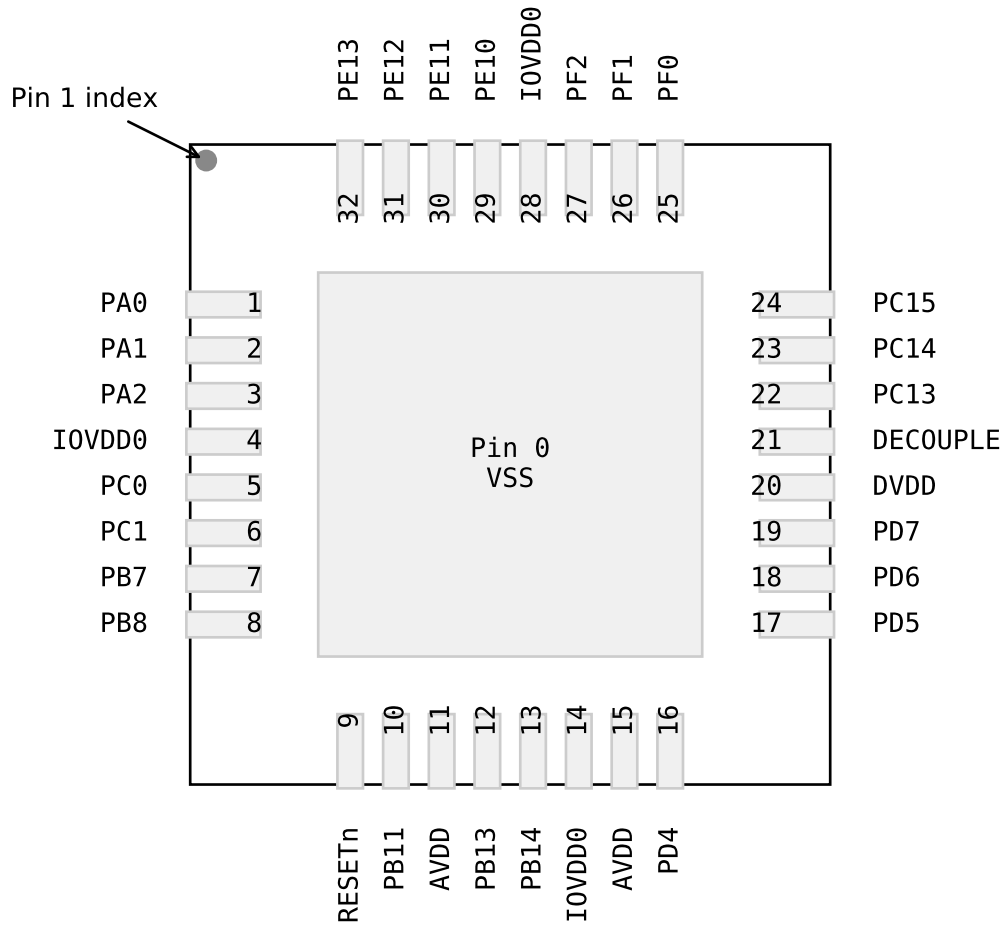 PE13
PE12
PE11
PE10
IOVDD0
PF2
PF1
PF0
Pin 1 index
32
31
30
29
28
27
26
25
PA0 1
PA1 2
PA2 3
IOVDD0 4
PC0 5
PC1 6
PB7 7
PB8 8
Pin 0
VSS
24 PC15
23 PC14
22 PC13
21 DECOUPLE
20 DVDD
19 PD7
18 PD6
17 PD5
9
10
11
12
13
14
15
16
RESETn
PB11
AVDD
PB13
PB14
IOVDD0
AVDD
PD4